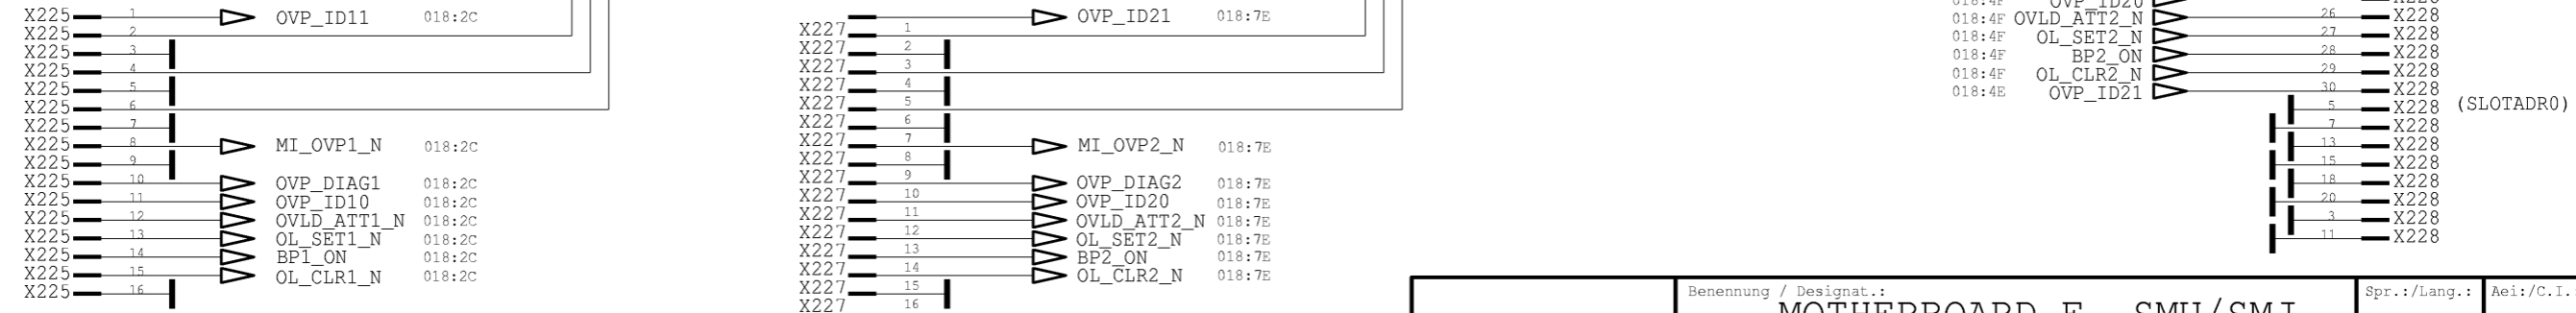 X225 1 OVP_ID11 018:2C
X225 2
X225 3
X225 4
X225 5
X225 6
X225 7
X225 8 MI_OVP1_N 018:2C
X225 9
X225 10 OVP_DIAG1 018:2C
X225 11 OVP_ID10 018:2C
X225 12 OVLD_ATT1_N 018:2C
X225 13 OL_SET1_N 018:2C
X225 14 BP1_ON 018:2C
X225 15 OL_CLR1_N 018:2C
X225 16
OVP_ID21 018:7E
X227 1
X227 2
X227 3
X227 4
X227 5
X227 6
X227 7 MI_OVP2_N 018:7E
X227 8
X227 9 OVP_DIAG2 018:7E
X227 10 OVP_ID20 018:7E
X227 11 OVLD_ATT2_N 018:7E
X227 12 OL_SET2_N 018:7E
X227 13 BP2_ON 018:7E
X227 14 OL_CLR2_N 018:7E
X227 15
X227 16
018:4F OVP_ID20 X228
018:4F OVLD_ATT2_N 26 X228
018:4F OL_SET2_N 27 X228
018:4F BP2_ON 28 X228
018:4F OL_CLR2_N 29 X228
018:4E OVP_ID21 30 X228
5 X228 (SLOTADR0)
7 X228
13 X228
15 X228
18 X228
20 X228
3 X228
11 X228
Benennung / Designat.: Spr.:/Lang.: Aei:/C.I.:
MOTHERBOARD F. SMU/SMJ